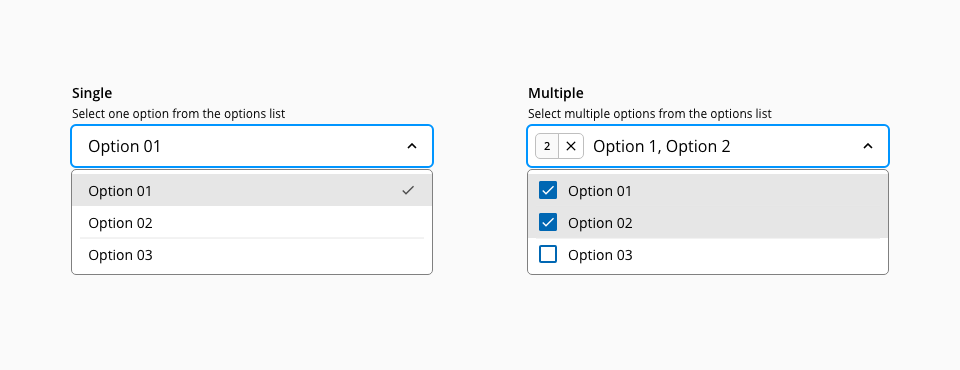 Single
Select one option from the options list
Option 01
Option 01
Option 02
Option 03
Multiple
Select multiple options from the options list
2 Option 1, Option 2
Option 01
Option 02
Option 03